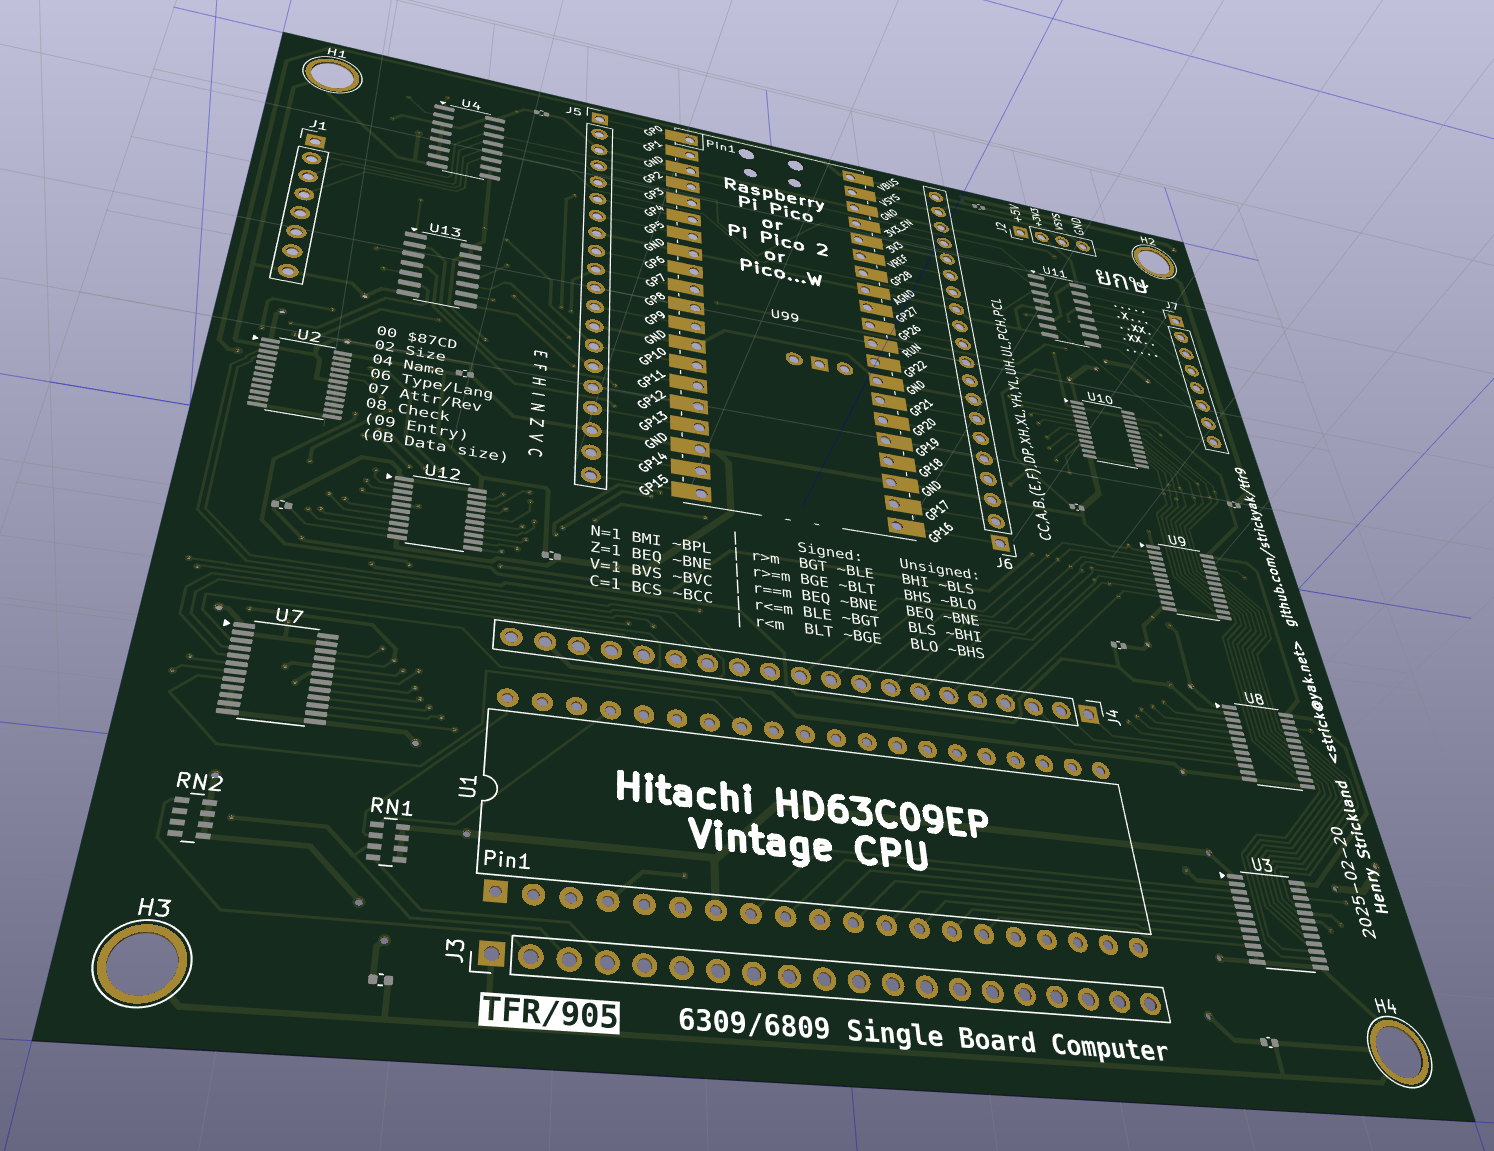 H1
U4
J5
J1
GP0
GP1
GND
GP2
GP3
GP4
GP5
GND
GP6
GP7
GP8
GP9
GND
GP10
GP11
GP12
GP13
GND
GP14
GP15
Pin1
Raspberry
Pi Pico
or
Pi Pico 2
or
Pico...W
U99
VBUS
VSYS
GND
3V3_EN
3V3
VREF
GP28
AGND
GP27
GP26
RUN
GP22
GND
GP21
GP20
GP19
GP18
GND
GP17
GP16
J2
+5V
+3V3
VSYS
GND
H2
U11
J7
U13
U2
00 $87CD
02 Size
04 Name
06 Type/Lang
07 Attr/Rev
08 Check
(09 Entry)
(0B Data size)
E F H I N Z V C
CC,A,B,(E,F),DP,XH,XL,YH,YL,UH,UL,PCH,PCL
U10
U12
J6
U9
N=1 BMI ~BPL
Z=1 BEQ ~BNE
V=1 BVS ~BVC
C=1 BCS ~BCC
Signed:
r>m BGT ~BLE
r>=m BGE ~BLT
r==m BEQ ~BNE
r<=m BLE ~BGT
r<m BLT ~BGE
Unsigned:
BHI ~BLS
BHS ~BLO
BEQ ~BNE
BLS ~BHI
BLO ~BHS
U7
J4
U8
RN2
RN1
U1
Hitachi HD63C09EP
Vintage CPU
Pin1
U3
2025-02-20 <strick@yak.net> github.com/strickyak/tfr9
Henry Strickland
H3
J3
H4
TFR/905
6309/6809 Single Board Computer